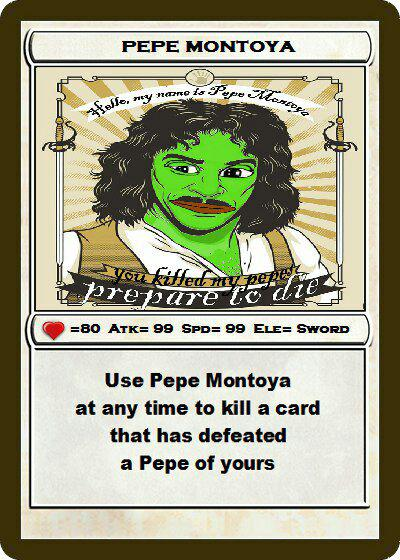 PEPE MONTOYA
Hello, my name is Pepe Montoya
you killed my pepes.
prepare to die
=80 ATK= 99 SPD= 99 ELE= SWORD
Use Pepe Montoya
at any time to kill a card
that has defeated
a Pepe of yours